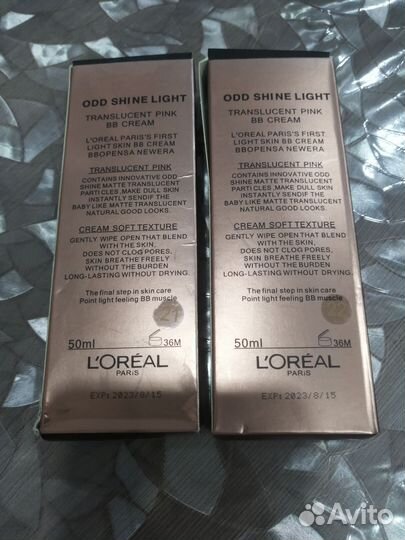 ODD SHINE LIGHT
TRANSLUCENT PINK
BB CREAM
L'OREAL PARIS'S FIRST
LIGHT SKIN BB CREAM
BBOPENSA NEWERA
TRANSLUCENT PINK
CONTAINS INNOVATIVE ODD
SHINE MATTE TRANSLUCENT
PARTICLES ,MAKE DULL SKIN
INSTANTLY SENDIF THE
BABY LIKE MATTE TRANSLUCENT
NATURAL GOOD LOOKS.
CREAM SOFT TEXTURE
GENTLY WIPE OPEN THAT BLEND
WITH THE SKIN,
DOES NOT CLOG PORES,
SKIN BREATHE FREELY
WITHOUT THE BURDEN
LONG-LASTING WITHOUT DRYING.
The final step in skin care
Point light feeling BB muscle
50ml
36M
L'ORÉAL
PARIS
EXP: 2023/8/15
ODD SHINE LIGHT
TRANSLUCENT PINK
BB CREAM
L'OREAL PARIS'S FIRST
LIGHT SKIN BB CREAM
BBOPENSA NEWERA
TRANSLUCENT PINK
CONTAINS INNOVATIVE ODD
SHINE MATTE TRANSLUCENT
PARTICLES ,MAKE DULL SKIN
INSTANTLY SENDIF THE
BABY LIKE MATTE TRANSLUCENT
NATURAL GOOD LOOKS.
CREAM SOFT TEXTURE
GENTLY WIPE OPEN THAT BLEND
WITH THE SKIN,
DOES NOT CLOG PORES,
SKIN BREATHE FREELY
WITHOUT THE BURDEN
LONG-LASTING WITHOUT DRYING.
The final step in skin care
Point light feeling BB muscle
50ml
36M
L'ORÉAL
PARIS
EXP: 2023/8/15
Avito